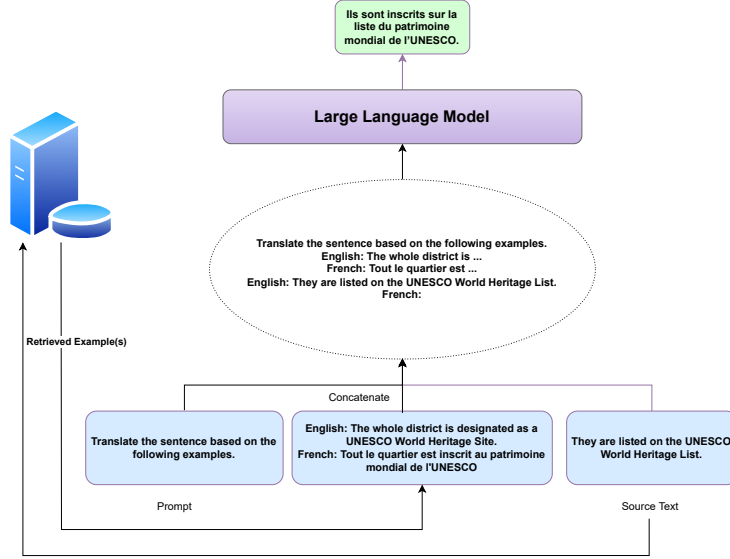 Ils sont inscrits sur la
liste du patrimoine
mondial de l'UNESCO.
Large Language Model
Translate the sentence based on the following examples.
English: The whole district is ...
French: Tout le quartier est ...
English: They are listed on the UNESCO World Heritage List.
French:
Retrieved Example(s)
Concatenate
Translate the sentence based on the
following examples.
English: The whole district is designated as a
UNESCO World Heritage Site.
French: Tout le quartier est inscrit au patrimoine
mondial de l'UNESCO
They are listed on the UNESCO
World Heritage List.
Prompt
Source Text